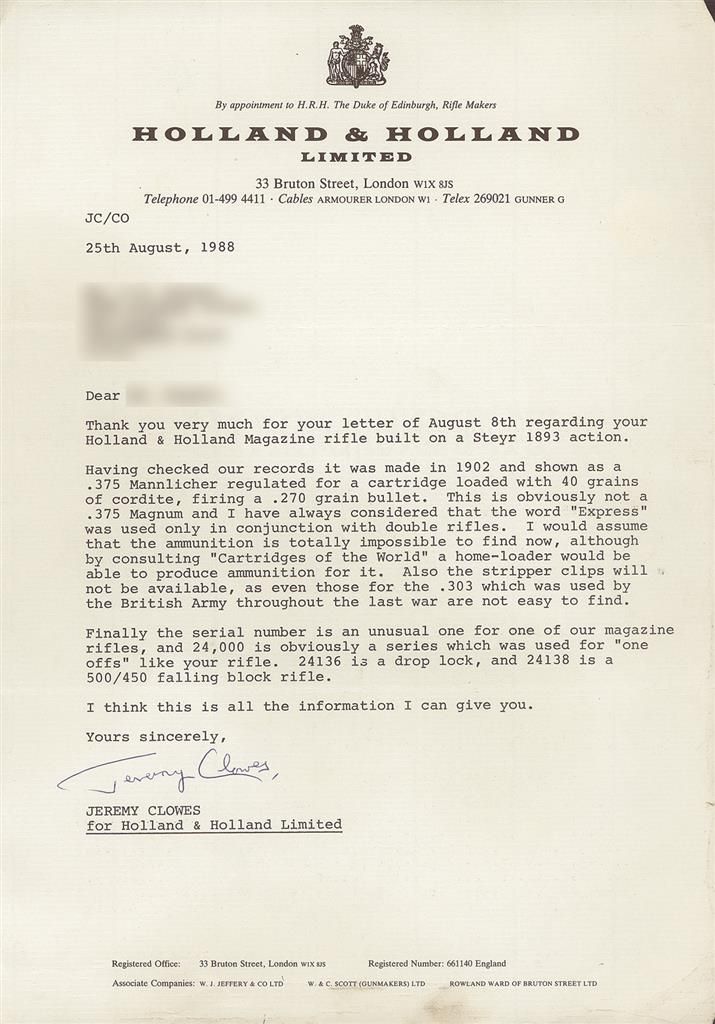 By appointment to H.R.H. The Duke of Edinburgh, Rifle Makers
HOLLAND & HOLLAND
LIMITED
33 Bruton Street, London W1X 8JS
Telephone 01-499 4411 · Cables ARMOURER LONDON W1 · Telex 269021 GUNNER G
JC/CO
25th August, 1988
Dear
Thank you very much for your letter of August 8th regarding your
Holland & Holland Magazine rifle built on a Steyr 1893 action.
Having checked our records it was made in 1902 and shown as a
.375 Mannlicher regulated for a cartridge loaded with 40 grains
of cordite, firing a .270 grain bullet. This is obviously not a
.375 Magnum and I have always considered that the word "Express"
was used only in conjunction with double rifles. I would assume
that the ammunition is totally impossible to find now, although
by consulting "Cartridges of the World" a home-loader would be
able to produce ammunition for it. Also the stripper clips will
not be available, as even those for the .303 which was used by
the British Army throughout the last war are not easy to find.
Finally the serial number is an unusual one for one of our magazine
rifles, and 24,000 is obviously a series which was used for "one
offs" like your rifle. 24136 is a drop lock, and 24138 is a
500/450 falling block rifle.
I think this is all the information I can give you.
Yours sincerely,
Jeremy Clowes,
JEREMY CLOWES
for Holland & Holland Limited
Registered Office: 33 Bruton Street, London W1X 8JS Registered Number: 661140 England
Associate Companies: W. J. JEFFERY & CO LTD W. & C. SCOTT (GUNMAKERS) LTD ROWLAND WARD OF BRUTON STREET LTD